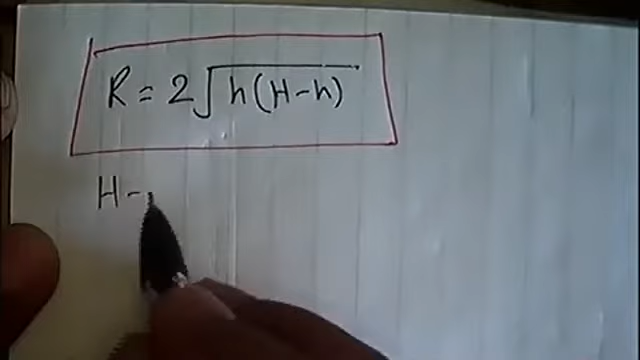 R = 2√h(H-h)
H-